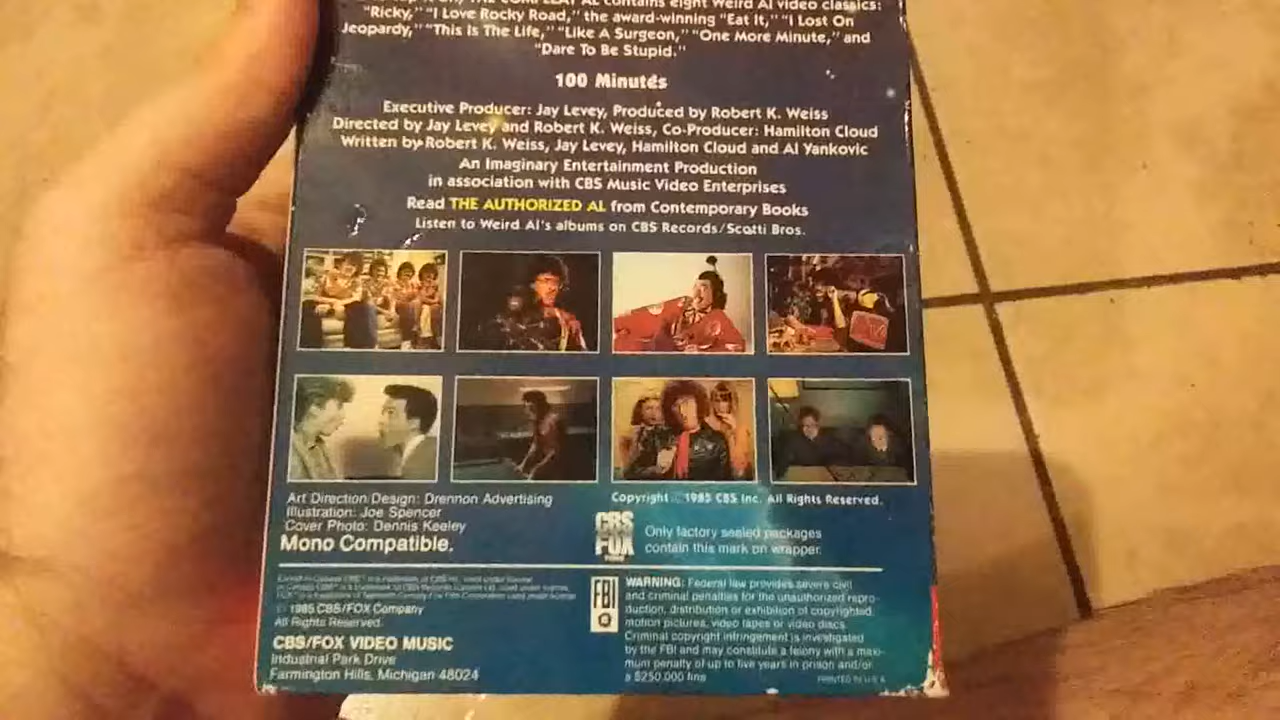 THE COMPLEAT AL contains eight Weird Al video classics:
"Ricky," "I Love Rocky Road," the award-winning "Eat It," "I Lost On
Jeopardy," "This Is The Life," "Like A Surgeon," "One More Minute," and
"Dare To Be Stupid."
100 Minutes
Executive Producer: Jay Levey, Produced by Robert K. Weiss
Directed by Jay Levey and Robert K. Weiss, Co-Producer: Hamilton Cloud
Written by Robert K. Weiss, Jay Levey, Hamilton Cloud and Al Yankovic
An Imaginary Entertainment Production
in association with CBS Music Video Enterprises
Read THE AUTHORIZED AL from Contemporary Books
Listen to Weird Al's albums on CBS Records/Scotti Bros.
Art Direction/Design: Drennon Advertising
Illustration: Joe Spencer
Cover Photo: Dennis Keeley
Mono Compatible.
Copyright © 1985 CBS Inc. All Rights Reserved.
CBS
FOX
VIDEO
Only factory sealed packages
contain this mark on wrapper.
© 1985 CBS/FOX Company
All Rights Reserved.
CBS/FOX VIDEO MUSIC
Industrial Park Drive
Farmington Hills, Michigan 48024
FBI
WARNING: Federal law provides severe civil
and criminal penalties for the unauthorized repro-
duction, distribution or exhibition of copyrighted
motion pictures, video tapes or video discs.
Criminal copyright infringement is investigated
by the FBI and may constitute a felony with a maxi-
mum penalty of up to five years in prison and/or
a $250,000 fine.
PRINTED IN U.S.A.